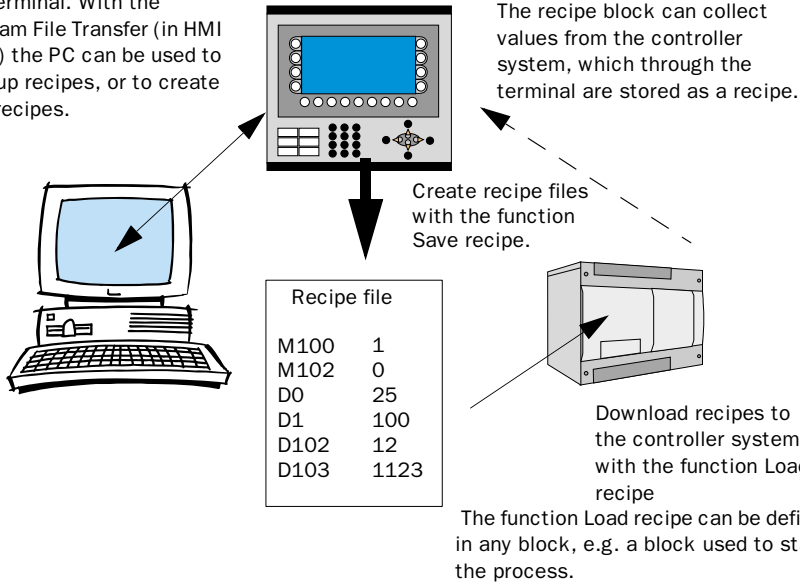 terminal. With the
am File Transfer (in HMI
) the PC can be used to
up recipes, or to create
recipes.
The recipe block can collect
values from the controller
system, which through the
terminal are stored as a recipe.
Create recipe files
with the function
Save recipe.
Recipe file
M100 1
M102 0
D0 25
D1 100
D102 12
D103 1123
Download recipes to
the controller system
with the function Loa
recipe
The function Load recipe can be defi
in any block, e.g. a block used to st
the process.